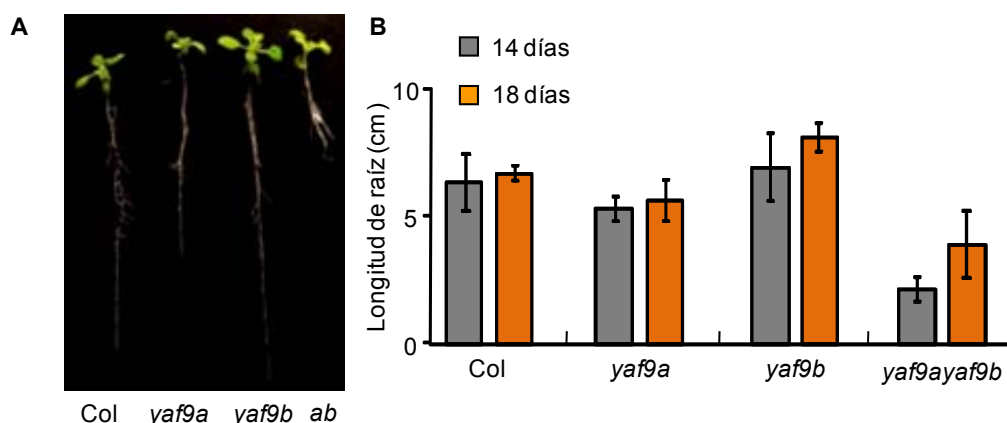 A
B
14 días
18 días
Longitud de raíz (cm)
10
5
0
Col
yaf9a
yaf9b
ab
Col
yaf9a
yaf9b
yaf9ayaf9b